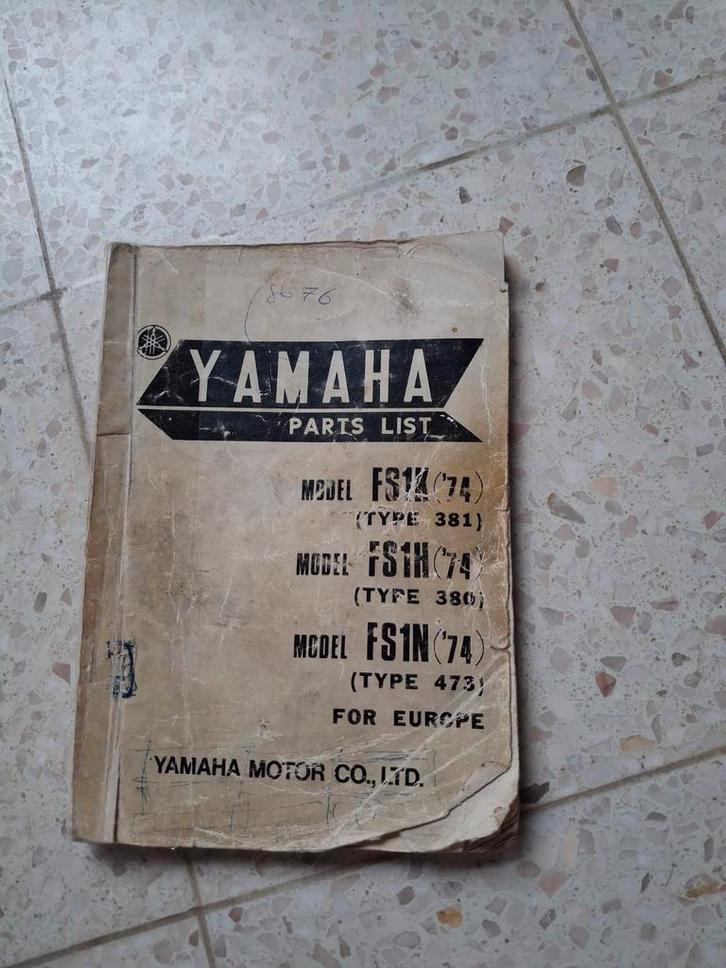 YAMAHA
PARTS LIST
MODEL FS1K ('74)
(TYPE 381)
MODEL FS1H ('74)
(TYPE 380)
MODEL FS1N ('74)
(TYPE 473)
FOR EUROPE
YAMAHA MOTOR CO., LTD.